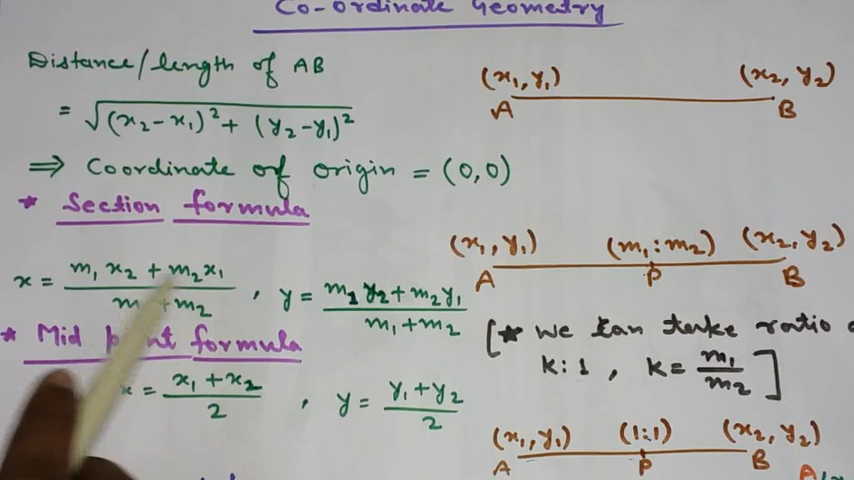 Co-ordinate Geometry
Distance/length of AB
= √(x₂-x₁)² + (y₂-y₁)²
(x₁, y₁) (x₂, y₂)
A B
⇒ Coordinate of origin = (0,0)
* Section formula
(x₁, y₁) (m₁:m₂) (x₂, y₂)
A P B
x = (m₁x₂ + m₂x₁)/(m₁+m₂) , y = (m₁y₂+m₂y₁)/(m₁+m₂)
[* we can take ratio
k:1 , k = m₁/m₂ ]
* Mid point formula
x = (x₁+x₂)/2 , y = (y₁+y₂)/2
(x₁, y₁) (1:1) (x₂, y₂)
A P B